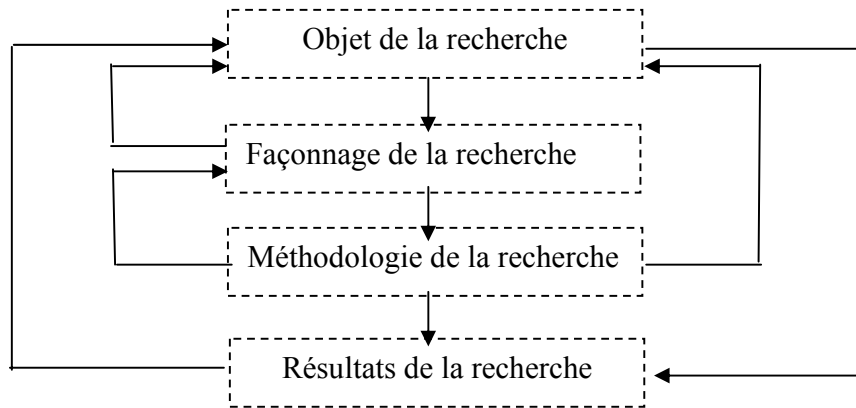 Objet de la recherche
Façonnage de la recherche
Méthodologie de la recherche
Résultats de la recherche